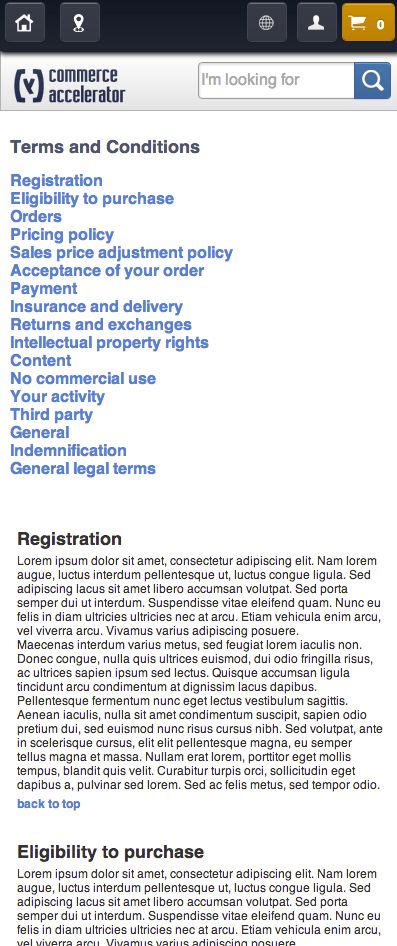 0
commerce
accelerator
I'm looking for
Terms and Conditions
Registration
Eligibility to purchase
Orders
Pricing policy
Sales price adjustment policy
Acceptance of your order
Payment
Insurance and delivery
Returns and exchanges
Intellectual property rights
Content
No commercial use
Your activity
Third party
General
Indemnification
General legal terms
Registration
Lorem ipsum dolor sit amet, consectetur adipiscing elit. Nam lorem
augue, luctus interdum pellentesque ut, luctus congue ligula. Sed
adipiscing lacus sit amet libero accumsan volutpat. Sed porta
semper dui ut interdum. Suspendisse vitae eleifend quam. Nunc eu
felis in diam ultricies ultricies nec at arcu. Etiam vehicula enim arcu,
vel viverra arcu. Vivamus varius adipiscing posuere.
Maecenas interdum varius metus, sed feugiat lorem iaculis non.
Donec congue, nulla quis ultrices euismod, dui odio fringilla risus,
ac ultrices sapien ipsum sed lectus. Quisque accumsan ligula
tincidunt arcu condimentum at dignissim lacus dapibus.
Pellentesque fermentum nunc eget lectus vestibulum sagittis.
Aenean iaculis, nulla sit amet condimentum suscipit, sapien odio
pretium dui, sed euismod nunc risus cursus nibh. Sed volutpat, ante
in scelerisque cursus, elit elit pellentesque magna, eu semper
tellus magna et massa. Nullam erat lorem, porttitor eget mollis
tempus, blandit quis velit. Curabitur turpis orci, sollicitudin eget
dapibus a, pulvinar sed lorem. Sed ac felis metus, sed tempor odio.
back to top
Eligibility to purchase
Lorem ipsum dolor sit amet, consectetur adipiscing elit. Nam lorem
augue, luctus interdum pellentesque ut, luctus congue ligula. Sed
adipiscing lacus sit amet libero accumsan volutpat. Sed porta
semper dui ut interdum. Suspendisse vitae eleifend quam. Nunc eu
felis in diam ultricies ultricies nec at arcu. Etiam vehicula enim arcu,
vel viverra arcu. Vivamus varius adipiscing posuere.